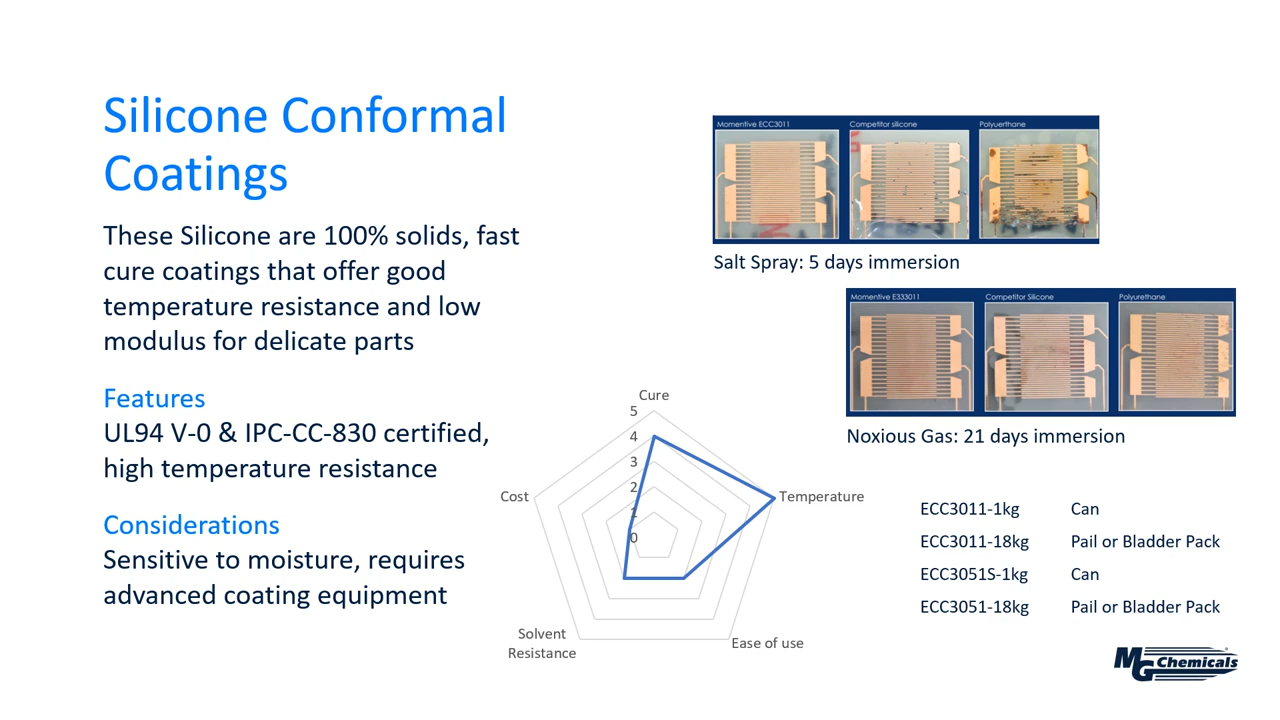 Silicone Conformal
Coatings
These Silicone are 100% solids, fast
cure coatings that offer good
temperature resistance and low
modulus for delicate parts
Features
UL94 V-0 & IPC-CC-830 certified,
high temperature resistance
Considerations
Sensitive to moisture, requires
advanced coating equipment
Momentive ECC3011 Competitor silicone Polyuerthane
Salt Spray: 5 days immersion
Momentive E333011 Competitor Silicone Polyurethane
Noxious Gas: 21 days immersion
Cure
5
4
3
2
1
0
Cost
Temperature
Solvent
Resistance
Ease of use
ECC3011-1kg Can
ECC3011-18kg Pail or Bladder Pack
ECC3051S-1kg Can
ECC3051-18kg Pail or Bladder Pack
MG Chemicals